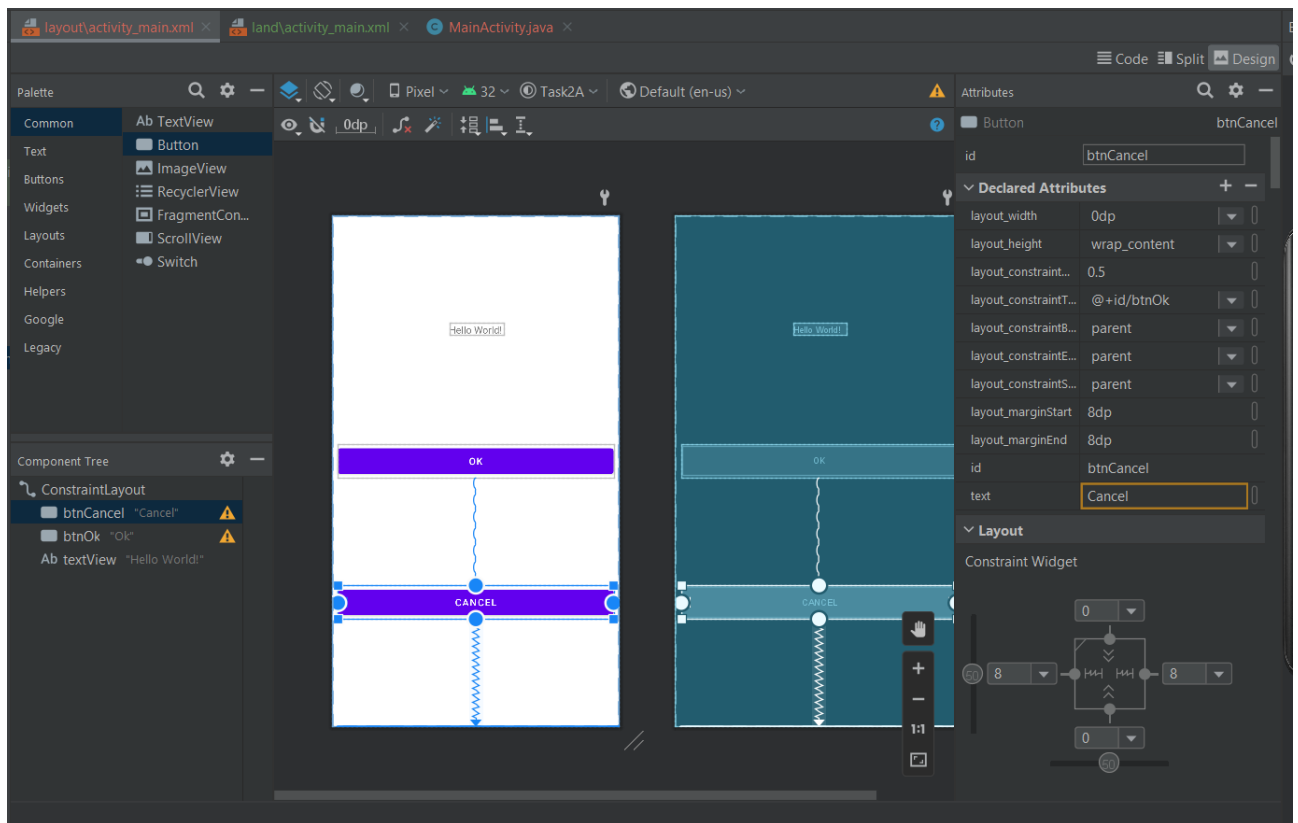 layout\activity_main.xml land\activity_main.xml MainActivity.java
Code Split Design
Palette
Pixel 32 Task2A Default (en-us)
Attributes
Common
Text
Buttons
Widgets
Layouts
Containers
Helpers
Google
Legacy
Ab TextView
Button
ImageView
RecyclerView
FragmentCon...
ScrollView
Switch
0dp
Component Tree
ConstraintLayout
btnCancel "Cancel"
btnOk "Ok"
Ab textView "Hello World!"
Hello World!
OK
CANCEL
Hello World!
OK
CANCEL
1:1
Button btnCancel
id btnCancel
Declared Attributes
layout_width 0dp
layout_height wrap_content
layout_constraint... 0.5
layout_constraintT... @+id/btnOk
layout_constraintB... parent
layout_constraintE... parent
layout_constraintS... parent
layout_marginStart 8dp
layout_marginEnd 8dp
id btnCancel
text Cancel
Layout
Constraint Widget
0
50 8 8
0
50